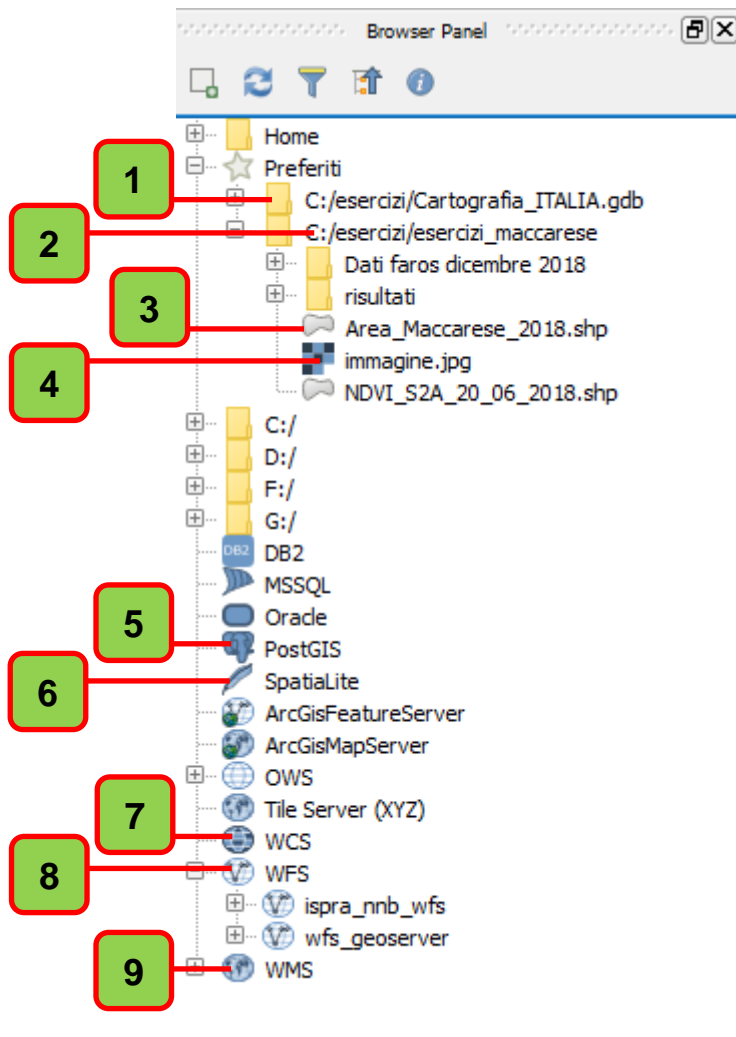 Browser Panel
Home
Preferiti
1
C:/esercizi/Cartografia_ITALIA.gdb
2
C:/esercizi/esercizi_maccarese
Dati faros dicembre 2018
3
risultati
Area_Maccarese_2018.shp
4
immagine.jpg
NDVI_S2A_20_06_2018.shp
C:/
D:/
F:/
G:/
DB2 DB2
MSSQL
5
Oracle
PostGIS
6
SpatiaLite
ArcGisFeatureServer
ArcGisMapServer
OWS
7
Tile Server (XYZ)
WCS
8
WFS
ispra_nnb_wfs
wfs_geoserver
9
WMS